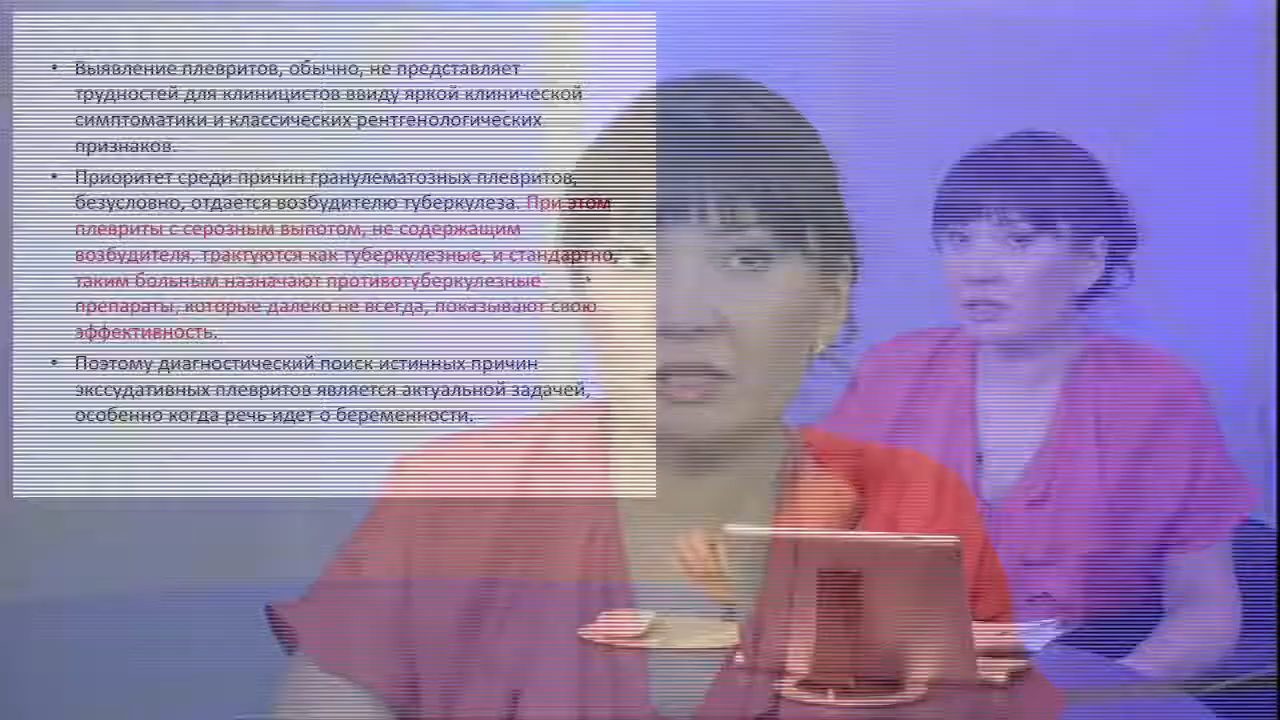 • Выявление плевритов, обычно, не представляет
трудностей для клиницистов ввиду яркой клинической
симптоматики и классических рентгенологических
признаков.
• Приоритет среди причин гранулематозных плевритов,
безусловно, отдается возбудителю туберкулеза. При этом
плевриты с серозным выпотом, не содержащим
возбудителя, трактуются как туберкулезные, и стандартно,
таким больным назначают противотуберкулезные
препараты, которые далеко не всегда, показывают свою
эффективность.
• Поэтому диагностический поиск истинных причин
экссудативных плевритов является актуальной задачей,
особенно когда речь идет о беременности.